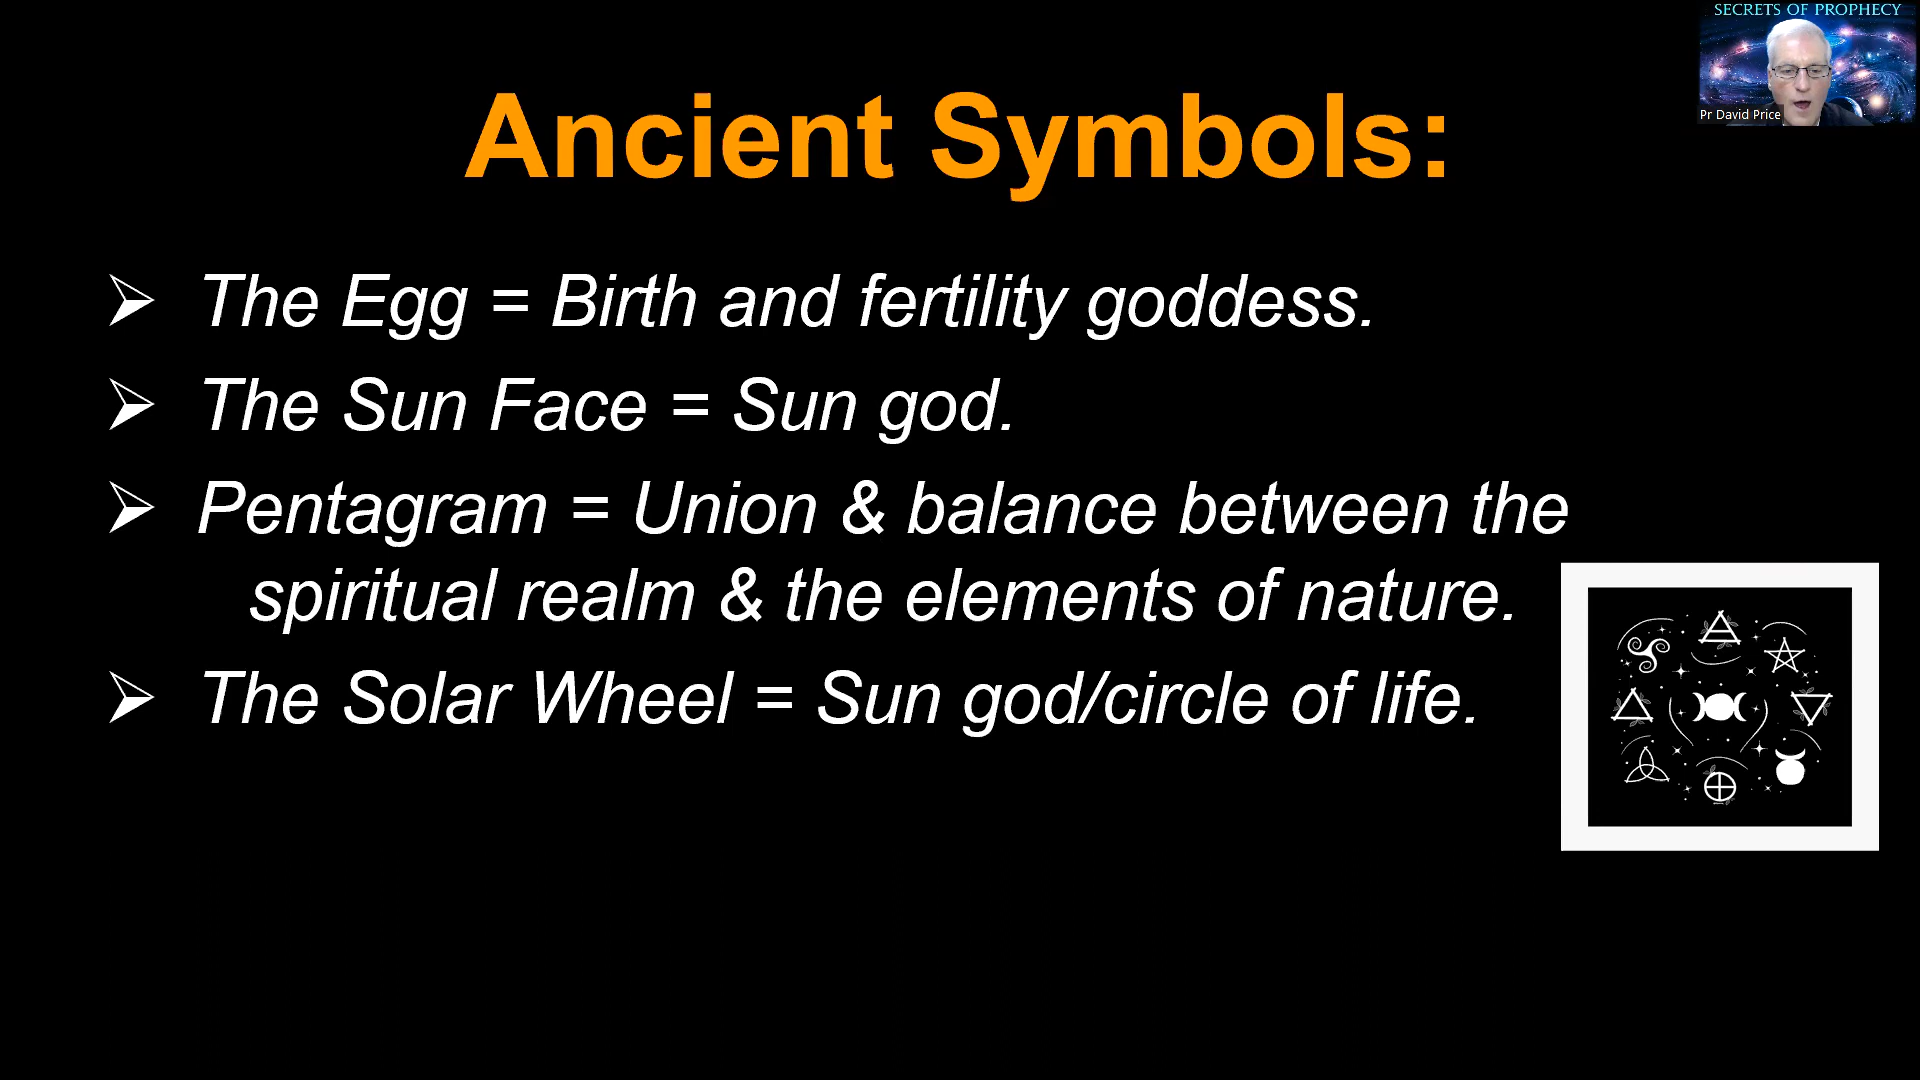 SECRETS OF PROPHECY
Pr David Price
Ancient Symbols:
The Egg = Birth and fertility goddess.
The Sun Face = Sun god.
Pentagram = Union & balance between the
spiritual realm & the elements of nature.
The Solar Wheel = Sun god/circle of life.